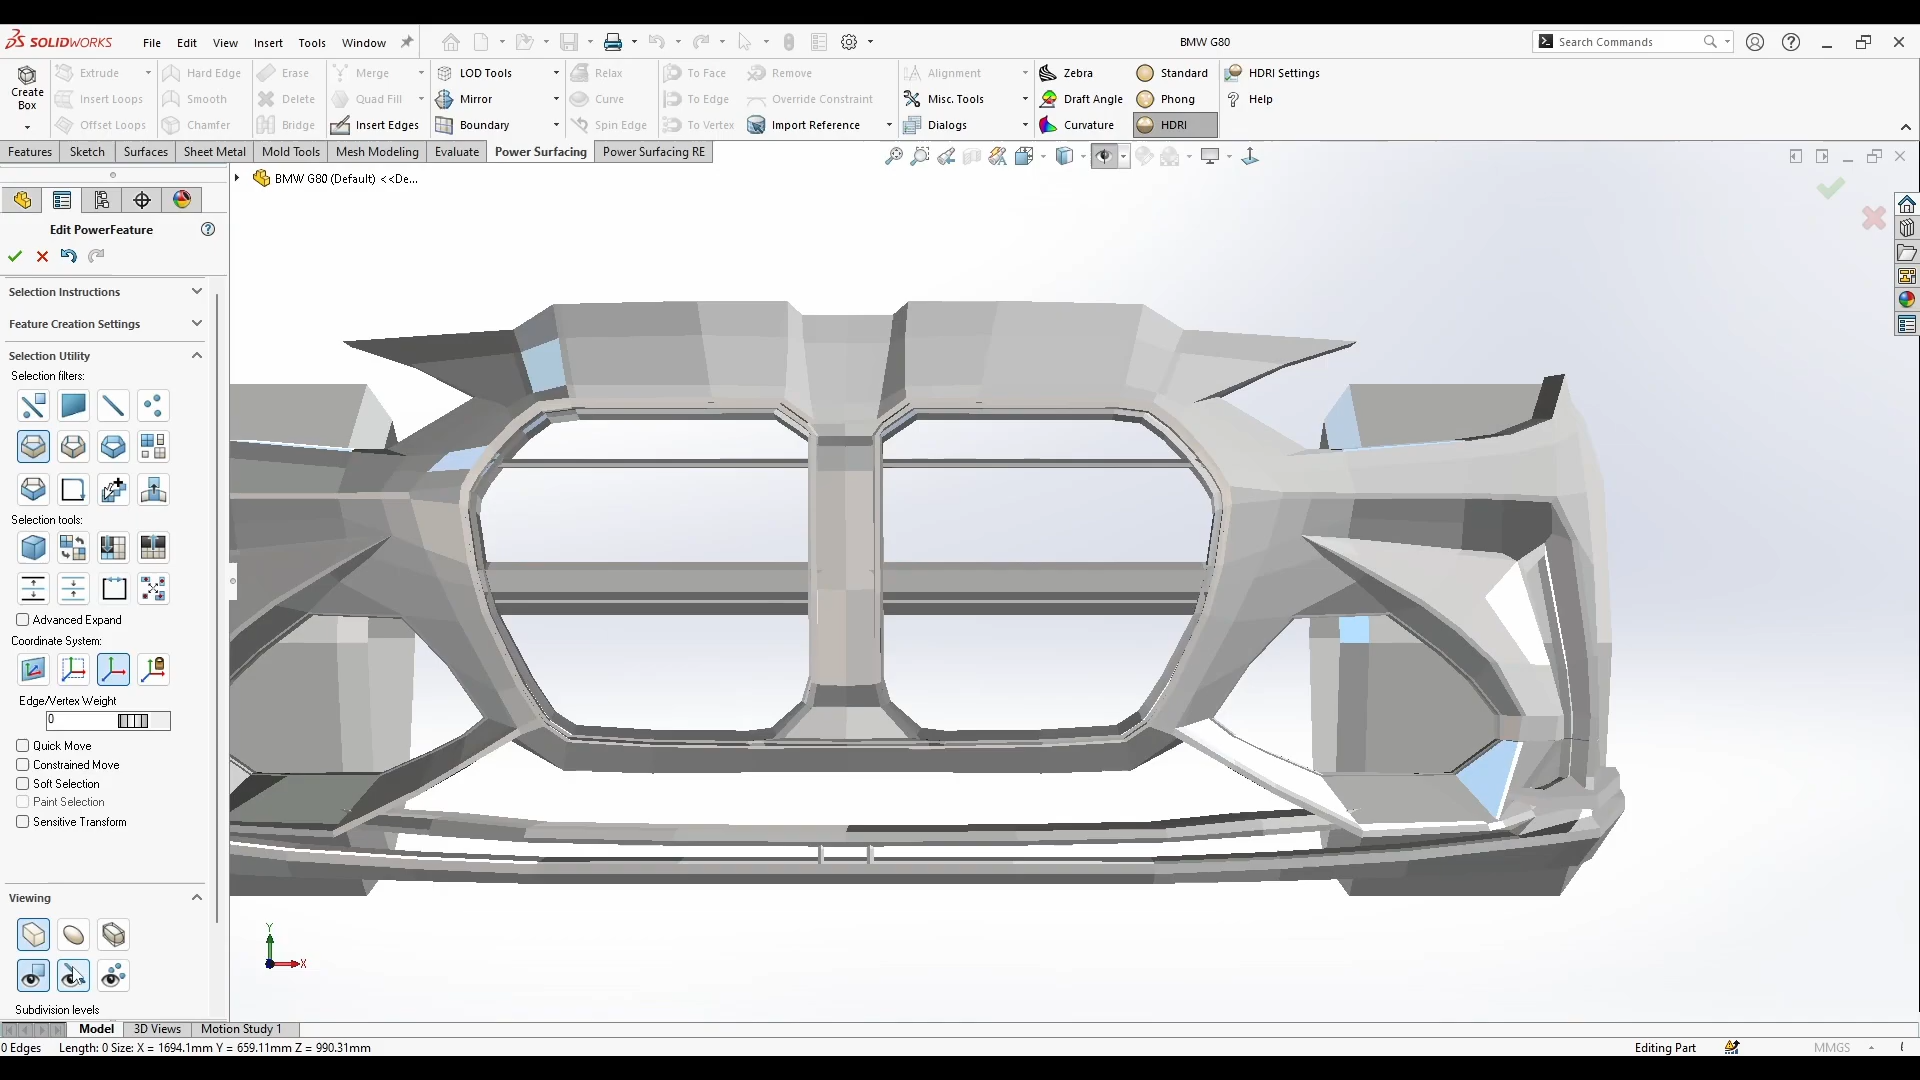 SOLIDWORKS File Edit View Insert Tools Window BMW G80 Search Commands
Create Box
Extrude Hard Edge Erase Merge LOD Tools Relax To Face Remove Alignment Zebra Standard HDRI Settings
Insert Loops Smooth Delete Quad Fill Mirror Curve To Edge Override Constraint Misc. Tools Draft Angle Phong Help
Offset Loops Chamfer Bridge Insert Edges Boundary Spin Edge To Vertex Import Reference Dialogs Curvature HDRI
Features Sketch Surfaces Sheet Metal Mold Tools Mesh Modeling Evaluate Power Surfacing Power Surfacing RE
BMW G80 (Default) <<De...
Edit PowerFeature
Selection Instructions
Feature Creation Settings
Selection Utility
Selection filters:
Selection tools:
Advanced Expand
Coordinate System:
Edge/Vertex Weight
0
Quick Move
Constrained Move
Soft Selection
Paint Selection
Sensitive Transform
Viewing
Subdivision levels
Y
X
Model 3D Views Motion Study 1
0 Edges Length: 0 Size: X = 1694.1mm Y = 659.11mm Z = 990.31mm Editing Part MMGS